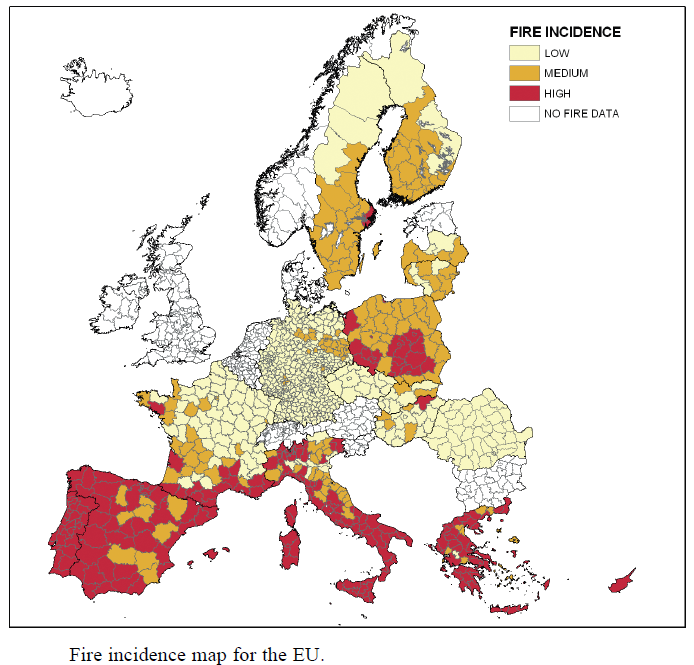 FIRE INCIDENCE
LOW
MEDIUM
HIGH
NO FIRE DATA
Fire incidence map for the EU.